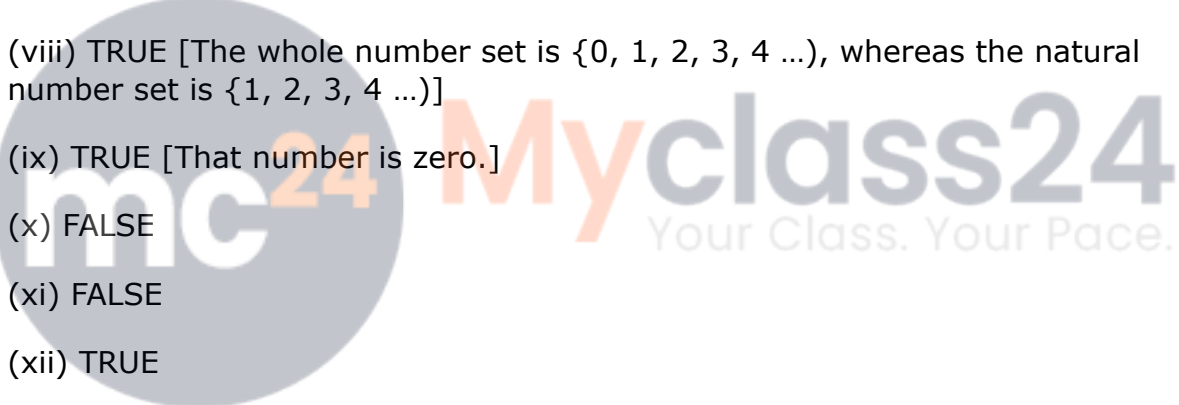 (viii) TRUE [The whole number set is {0, 1, 2, 3, 4 …), whereas the natural
number set is {1, 2, 3, 4 …)]
(ix) TRUE [That number is zero.]
(x) FALSE
(xi) FALSE
(xii) TRUE
mc24
Myclass24
Your Class. Your Pace.